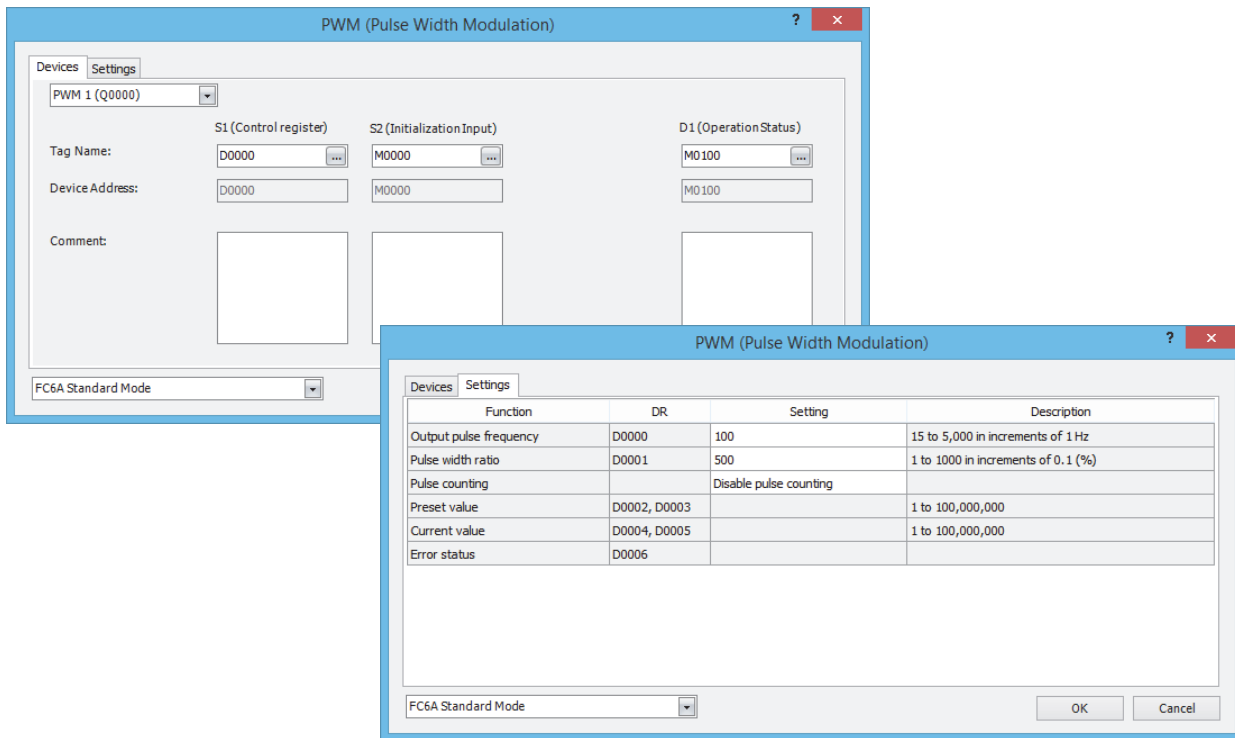 PWM (Pulse Width Modulation)
? ×
Devices Settings
PWM 1 (Q0000)
S1 (Control register) S2 (Initialization Input) D1 (Operation Status)
Tag Name: D0000 ... M0000 ... M0100 ...
Device Address: D0000 M0000 M0100
Comment:
FC6A Standard Mode
PWM (Pulse Width Modulation)
? ×
Devices Settings
Function DR Setting Description
Output pulse frequency D0000 100 15 to 5,000 in increments of 1 Hz
Pulse width ratio D0001 500 1 to 1000 in increments of 0.1 (%)
Pulse counting Disable pulse counting
Preset value D0002, D0003 1 to 100,000,000
Current value D0004, D0005 1 to 100,000,000
Error status D0006
FC6A Standard Mode
OK Cancel